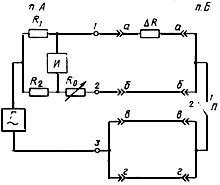 п. А п. Б
R₁ 1 а ΔR а
И
R₂ R₀ 2 б б
2 1 П
Г 3 в в
г г